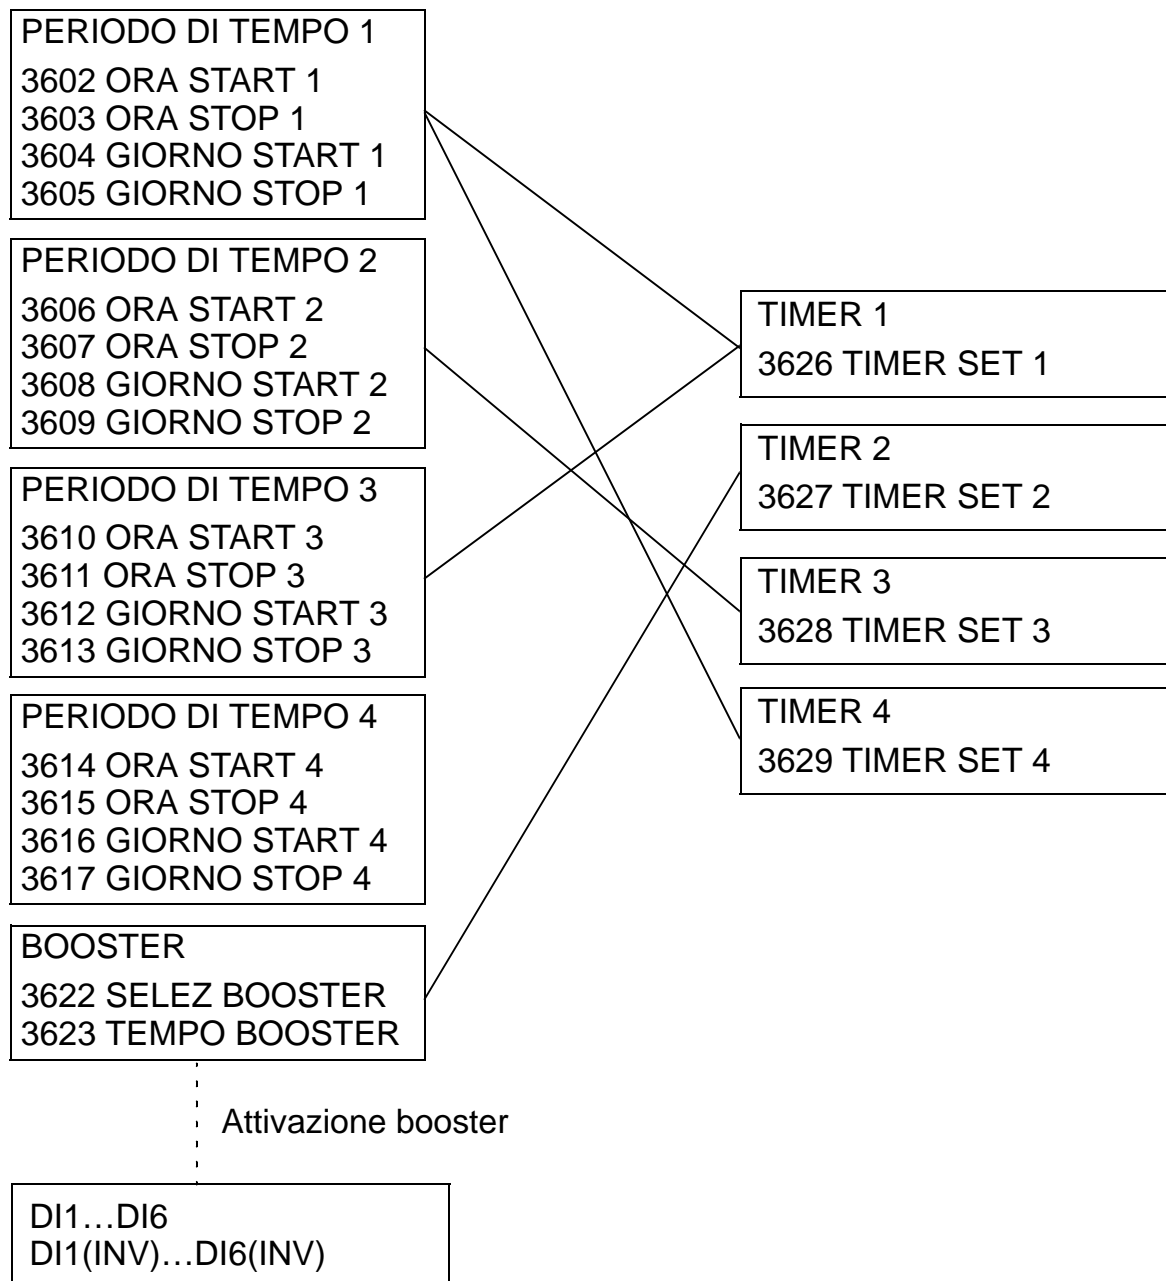 PERIODO DI TEMPO 1
3602 ORA START 1
3603 ORA STOP 1
3604 GIORNO START 1
3605 GIORNO STOP 1
PERIODO DI TEMPO 2
3606 ORA START 2
3607 ORA STOP 2
3608 GIORNO START 2
3609 GIORNO STOP 2
PERIODO DI TEMPO 3
3610 ORA START 3
3611 ORA STOP 3
3612 GIORNO START 3
3613 GIORNO STOP 3
PERIODO DI TEMPO 4
3614 ORA START 4
3615 ORA STOP 4
3616 GIORNO START 4
3617 GIORNO STOP 4
BOOSTER
3622 SELEZ BOOSTER
3623 TEMPO BOOSTER
Attivazione booster
DI1…DI6
DI1(INV)…DI6(INV)
TIMER 1
3626 TIMER SET 1
TIMER 2
3627 TIMER SET 2
TIMER 3
3628 TIMER SET 3
TIMER 4
3629 TIMER SET 4